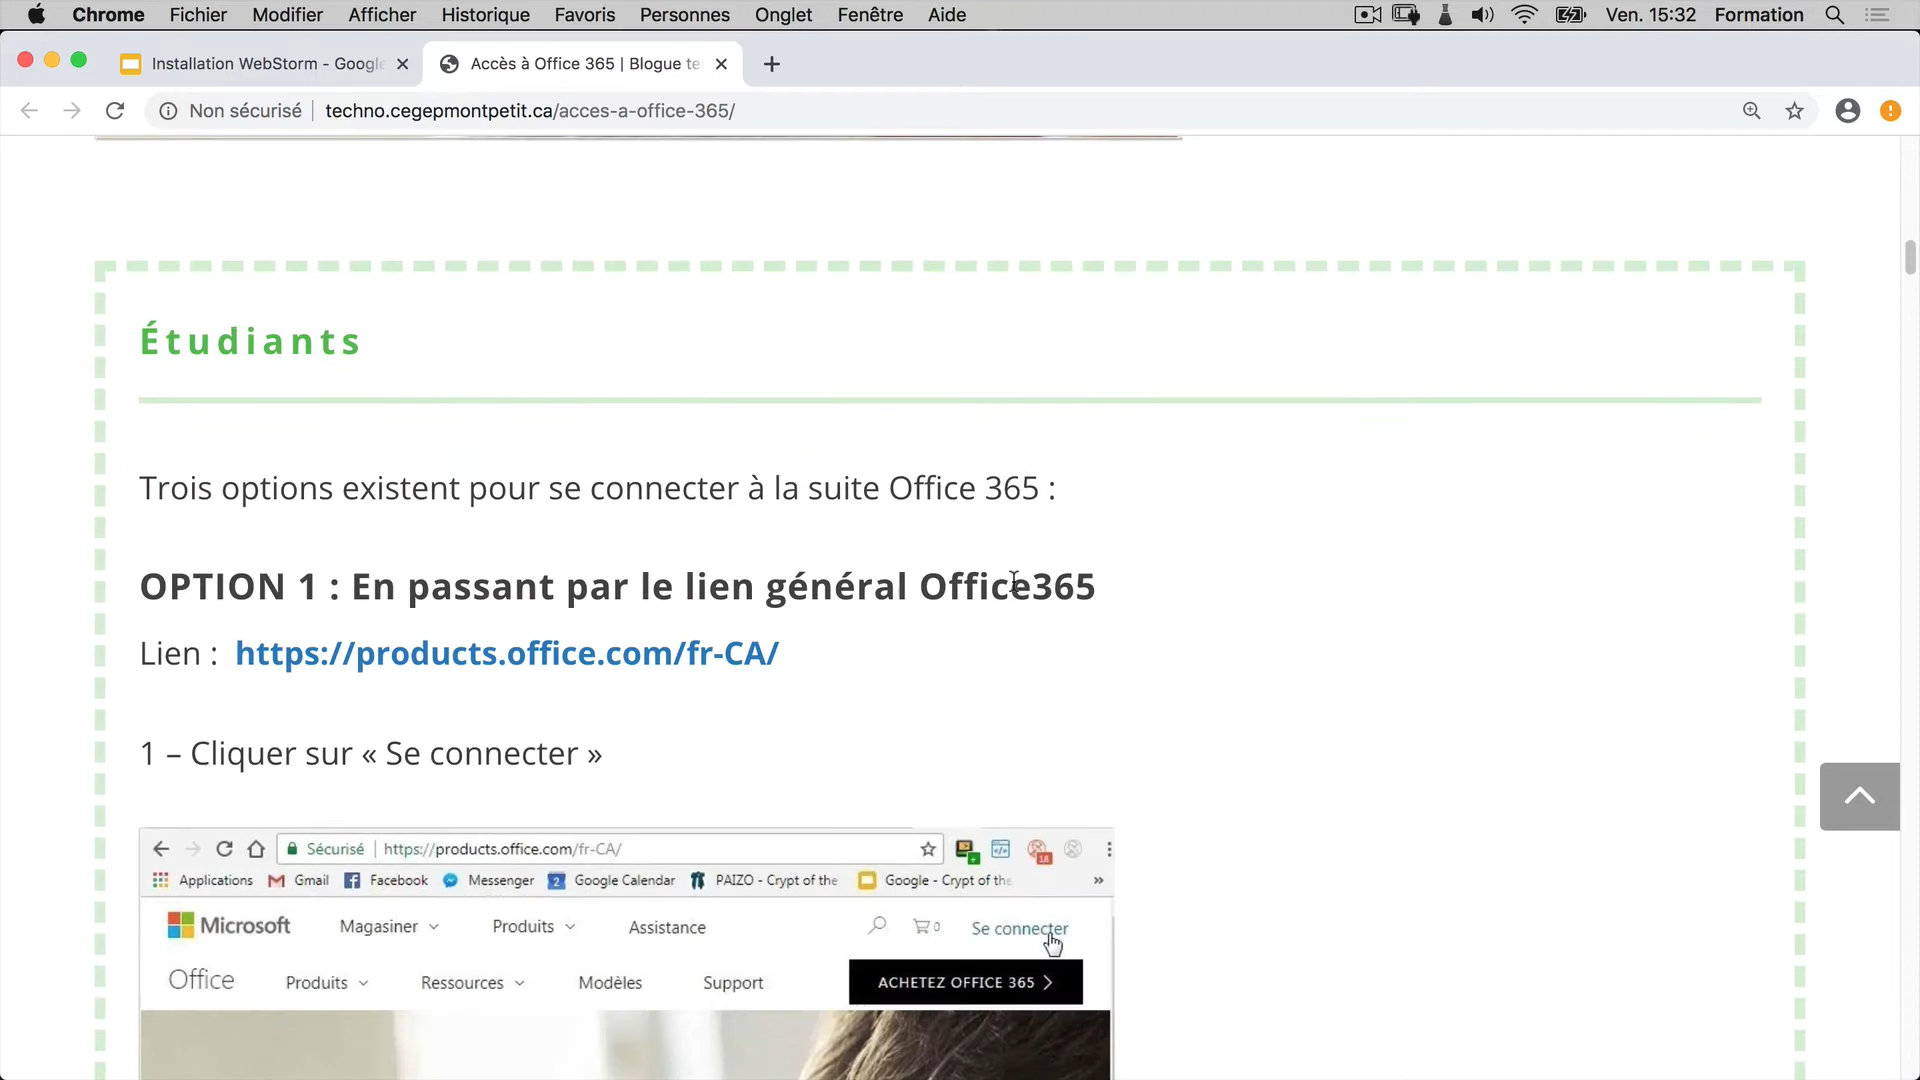 Chrome Fichier Modifier Afficher Historique Favoris Personnes Onglet Fenêtre Aide Ven. 15:32 Formation
Installation WebStorm - Googl Accès à Office 365 | Blogue te
Non sécurisé techno.cegepmontpetit.ca/acces-a-office-365/
Étudiants
Trois options existent pour se connecter à la suite Office 365 :
OPTION 1 : En passant par le lien général Office365
Lien : https://products.office.com/fr-CA/
1 – Cliquer sur « Se connecter »
Sécurisé https://products.office.com/fr-CA/ 18
Applications Gmail Facebook Messenger 2 Google Calendar PAIZO - Crypt of the Google - Crypt of the »
Microsoft Magasiner Produits Assistance 0 Se connecter
Office Produits Ressources Modèles Support ACHETEZ OFFICE 365